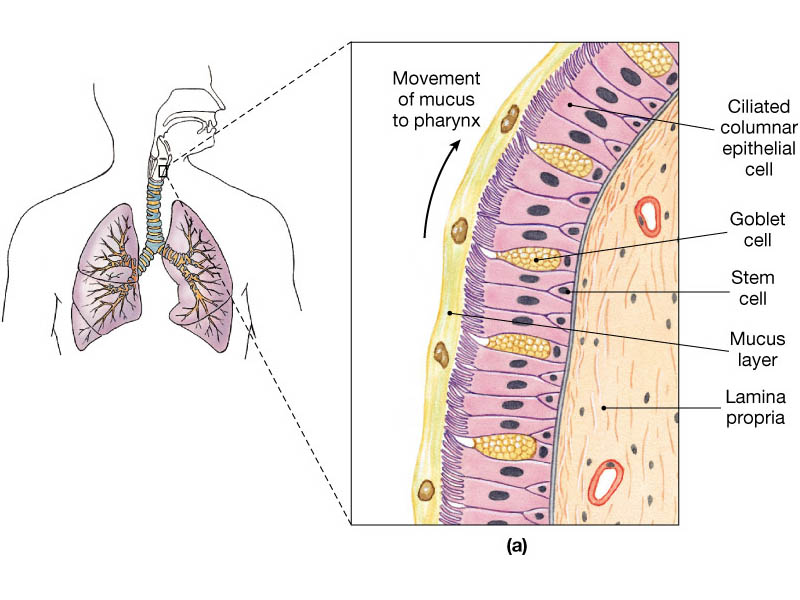 Movement
of mucus
to pharynx
Ciliated
columnar
epithelial
cell
Goblet
cell
Stem
cell
Mucus
layer
Lamina
propria
(a)